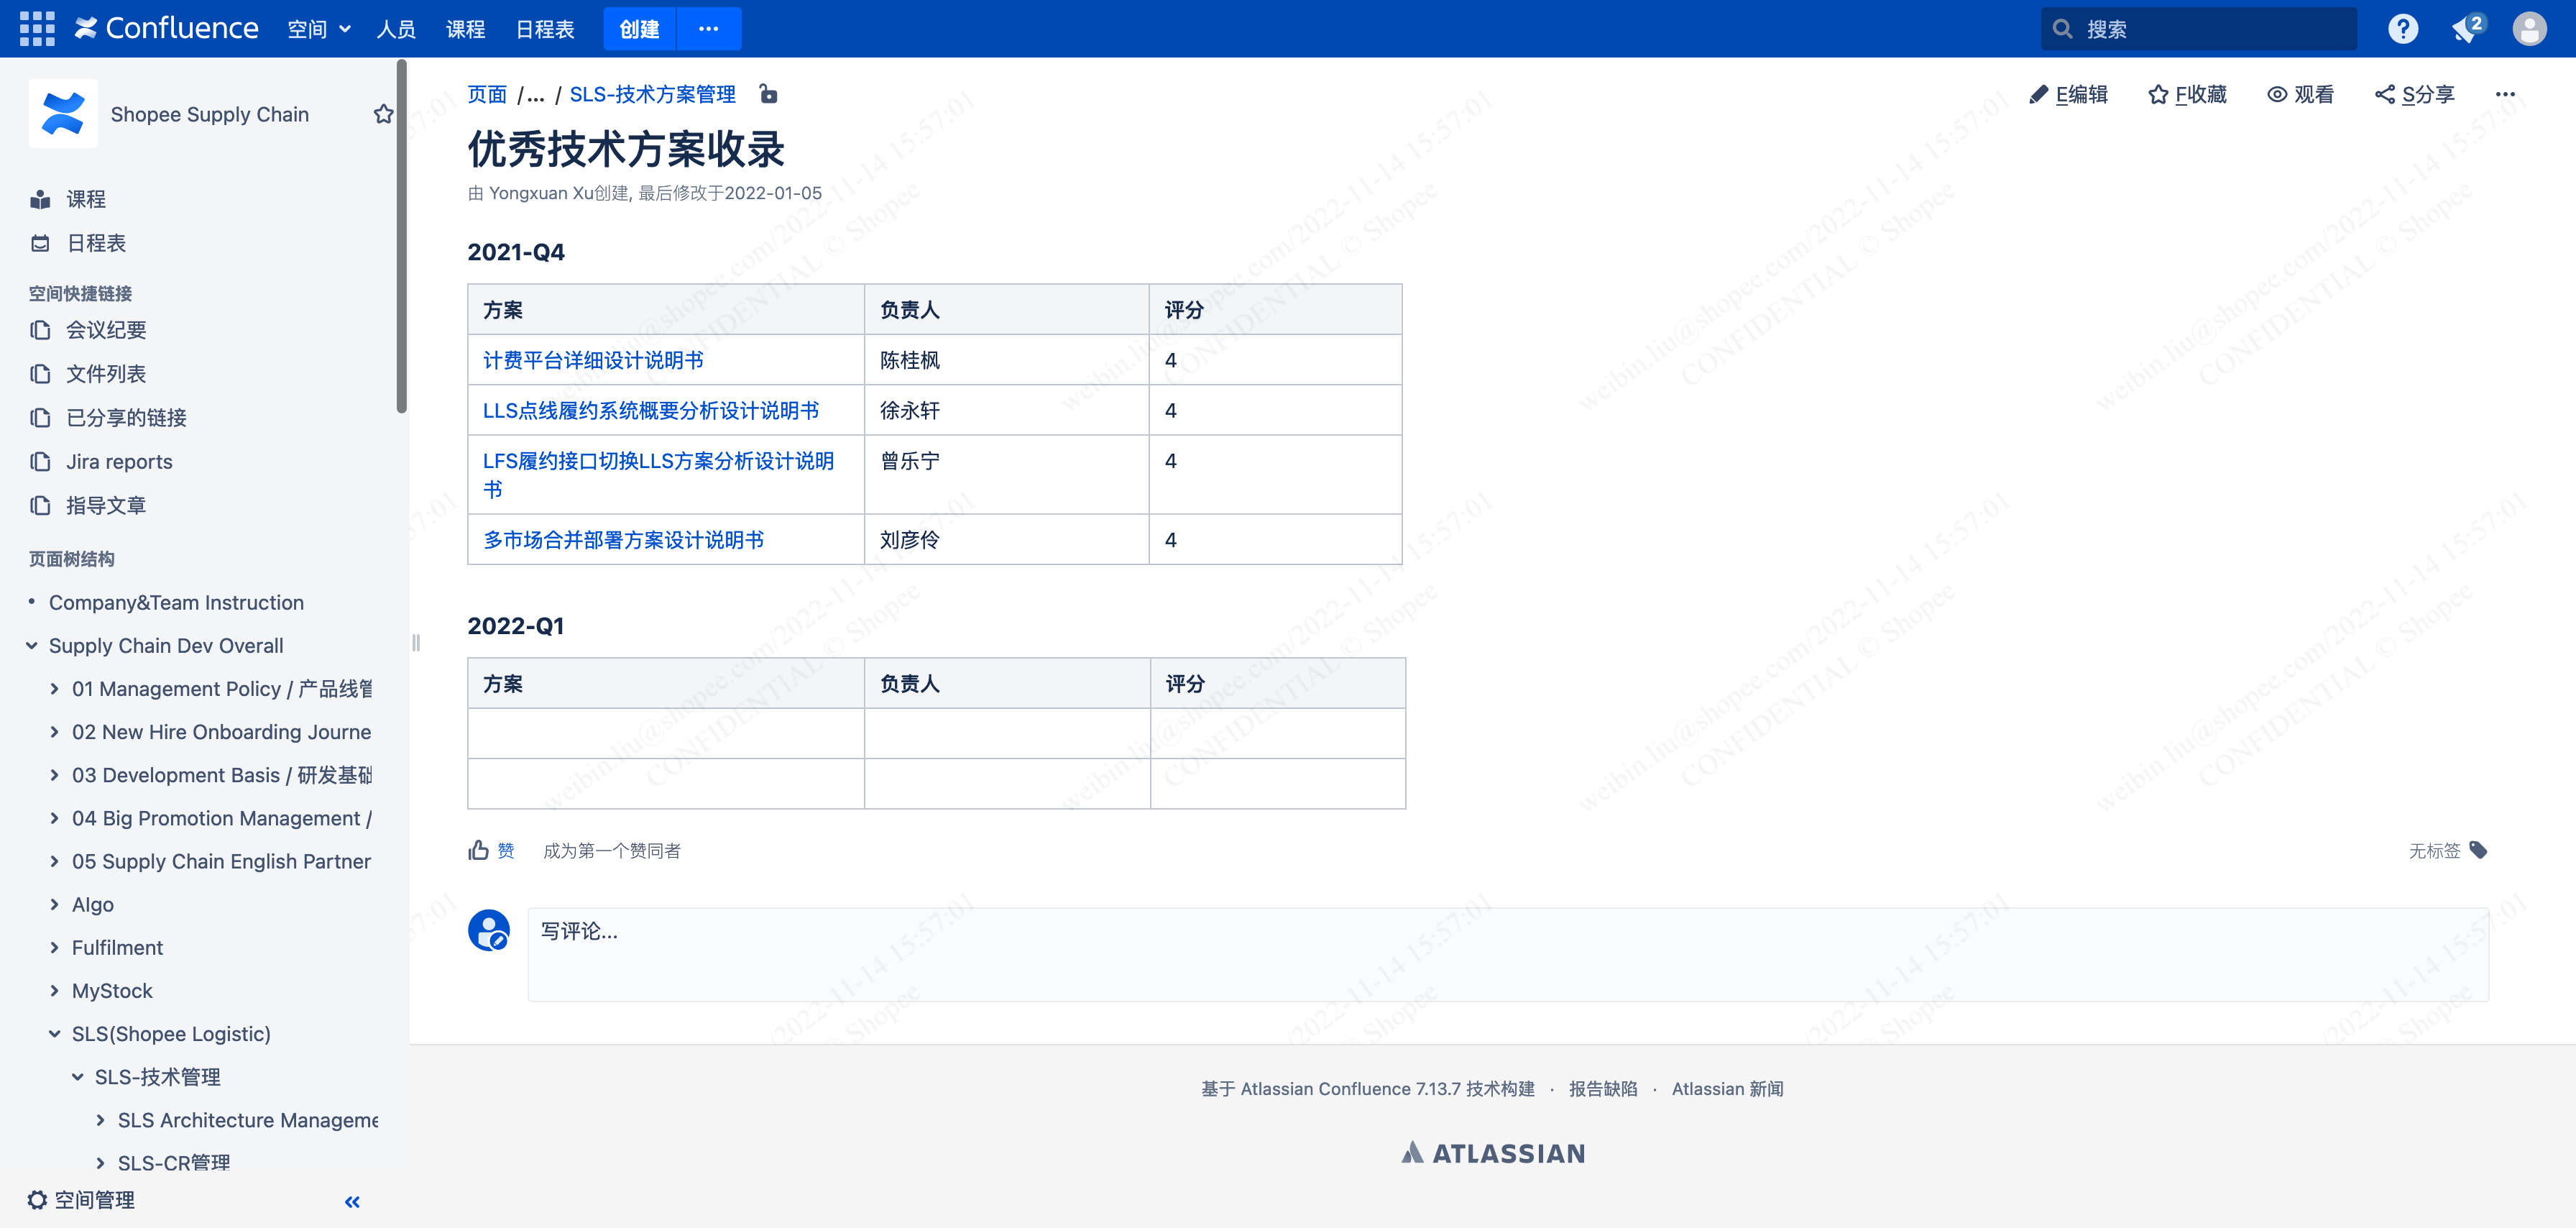 Confluence 空间 人员 课程 日程表 创建 ... 搜索 2
Shopee Supply Chain
课程
日程表
空间快捷链接
会议纪要
文件列表
已分享的链接
Jira reports
指导文章
页面树结构
Company&Team Instruction
Supply Chain Dev Overall
01 Management Policy / 产品线管
02 New Hire Onboarding Journe
03 Development Basis / 研发基础
04 Big Promotion Management /
05 Supply Chain English Partner
Algo
Fulfilment
MyStock
SLS(Shopee Logistic)
SLS-技术管理
SLS Architecture Manageme
SLS-CR管理
空间管理
页面 /... / SLS-技术方案管理
E编辑 F收藏 观看 S分享 ...
优秀技术方案收录
由 Yongxuan Xu创建, 最后修改于2022-01-05
2021-Q4
方案 负责人 评分
计费平台详细设计说明书 陈桂枫 4
LLS点线履约系统概要分析设计说明书 徐永轩 4
LFS履约接口切换LLS方案分析设计说明
书 曾乐宁 4
多市场合并部署方案设计说明书 刘彦伶 4
2022-Q1
方案 负责人 评分
赞 成为第一个赞同者 无标签
写评论...
基于 Atlassian Confluence 7.13.7 技术构建 · 报告缺陷 · Atlassian 新闻
ATLASSIAN
weibin.liu@shopee.com/2022-11-14 15:57:01
CONFIDENTIAL © Shopee